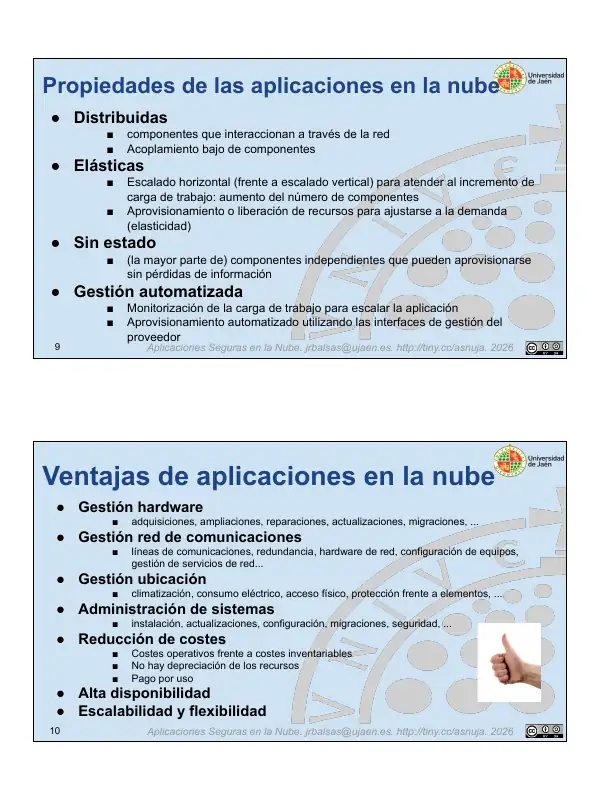 Propiedades de las aplicaciones en la nube
Universidad
de Jaén
● Distribuidas
■ componentes que interaccionan a través de la red
■ Acoplamiento bajo de componentes
● Elásticas
■ Escalado horizontal (frente a escalado vertical) para atender al incremento de
carga de trabajo: aumento del número de componentes
■ Aprovisionamiento o liberación de recursos para ajustarse a la demanda
(elasticidad)
● Sin estado
■ (la mayor parte de) componentes independientes que pueden aprovisionarse
sin pérdidas de información
● Gestión automatizada
■ Monitorización de la carga de trabajo para escalar la aplicación
■ Aprovisionamiento automatizado utilizando las interfaces de gestión del
proveedor
9
Aplicaciones Seguras en la Nube. jrbalsas@ujaen.es. http://tiny.cc/asnuja. 2026
Ventajas de aplicaciones en la nube
Universidad
de Jaén
● Gestión hardware
■ adquisiciones, ampliaciones, reparaciones, actualizaciones, migraciones, ...
● Gestión red de comunicaciones
■ líneas de comunicaciones, redundancia, hardware de red, configuración de equipos,
gestión de servicios de red...
● Gestión ubicación
■ climatización, consumo eléctrico, acceso físico, protección frente a elementos, ...
● Administración de sistemas
■ instalación, actualizaciones, configuración, migraciones, seguridad, ...
● Reducción de costes
■ Costes operativos frente a costes inventariables
■ No hay depreciación de los recursos
■ Pago por uso
● Alta disponibilidad
● Escalabilidad y flexibilidad
10
Aplicaciones Seguras en la Nube. jrbalsas@ujaen.es. http://tiny.cc/asnuja. 2026